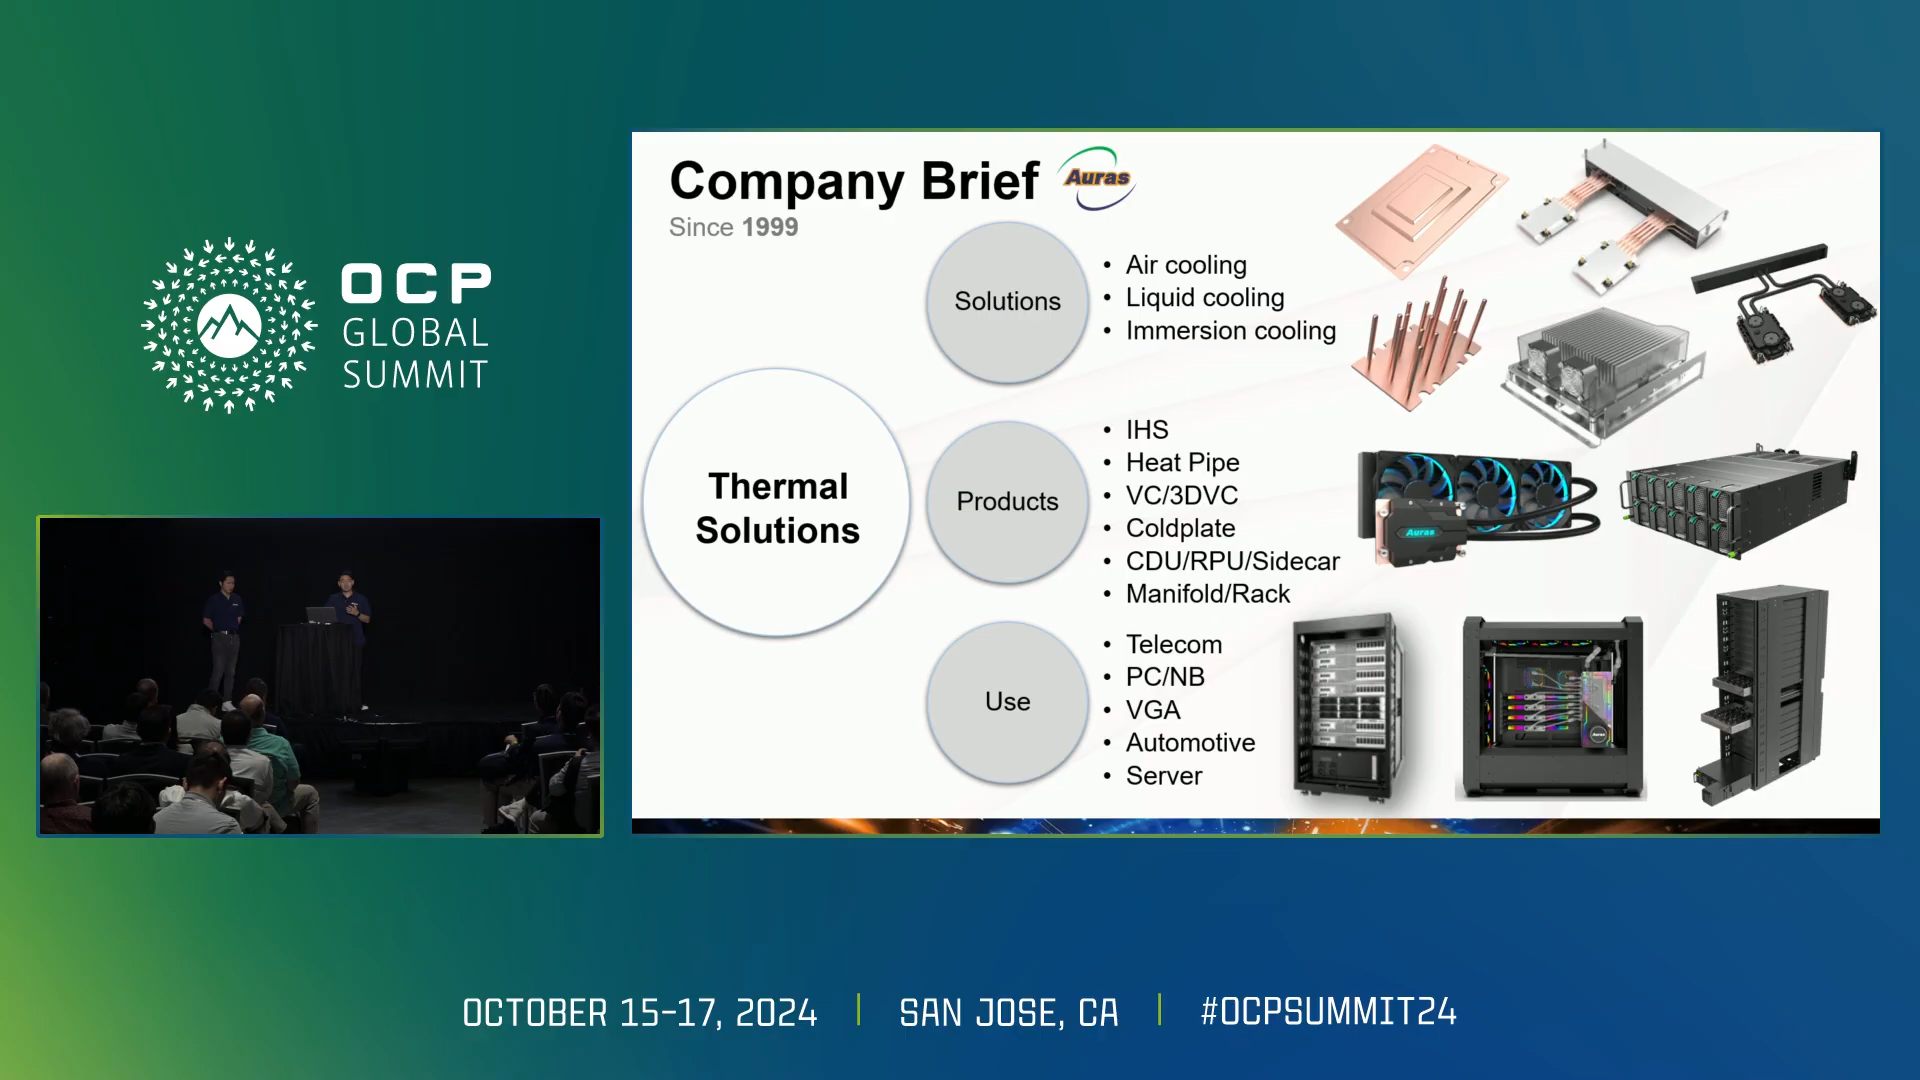 OCP
GLOBAL
SUMMIT
Company Brief
Auras
Since 1999
Thermal
Solutions
Solutions
• Air cooling
• Liquid cooling
• Immersion cooling
Products
• IHS
• Heat Pipe
• VC/3DVC
• Coldplate
• CDU/RPU/Sidecar
• Manifold/Rack
Use
• Telecom
• PC/NB
• VGA
• Automotive
• Server
Auras
Auras
OCTOBER 15-17, 2024 | SAN JOSE, CA | #OCPSUMMIT24